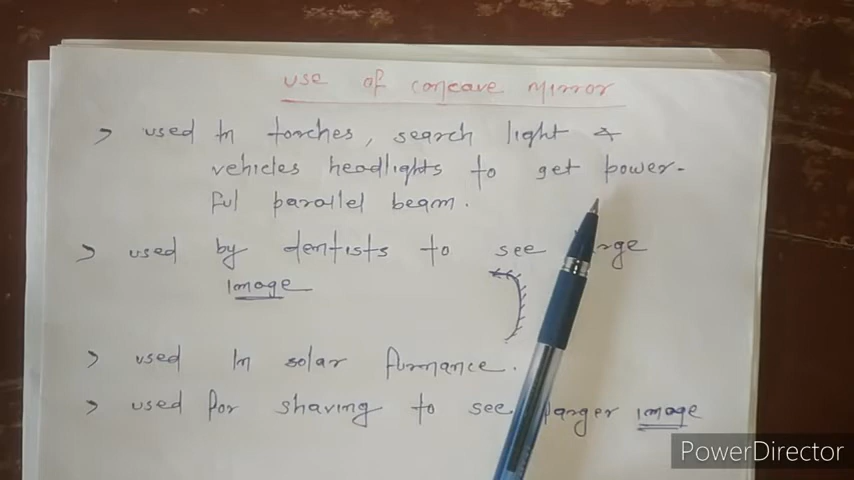 use of concave mirror
> used in torches, search light &
vehicles headlights to get power-
ful parallel beam.
> used by dentists to see
image
> used in solar furnance.
> used for shaving to see larger image
PowerDirector